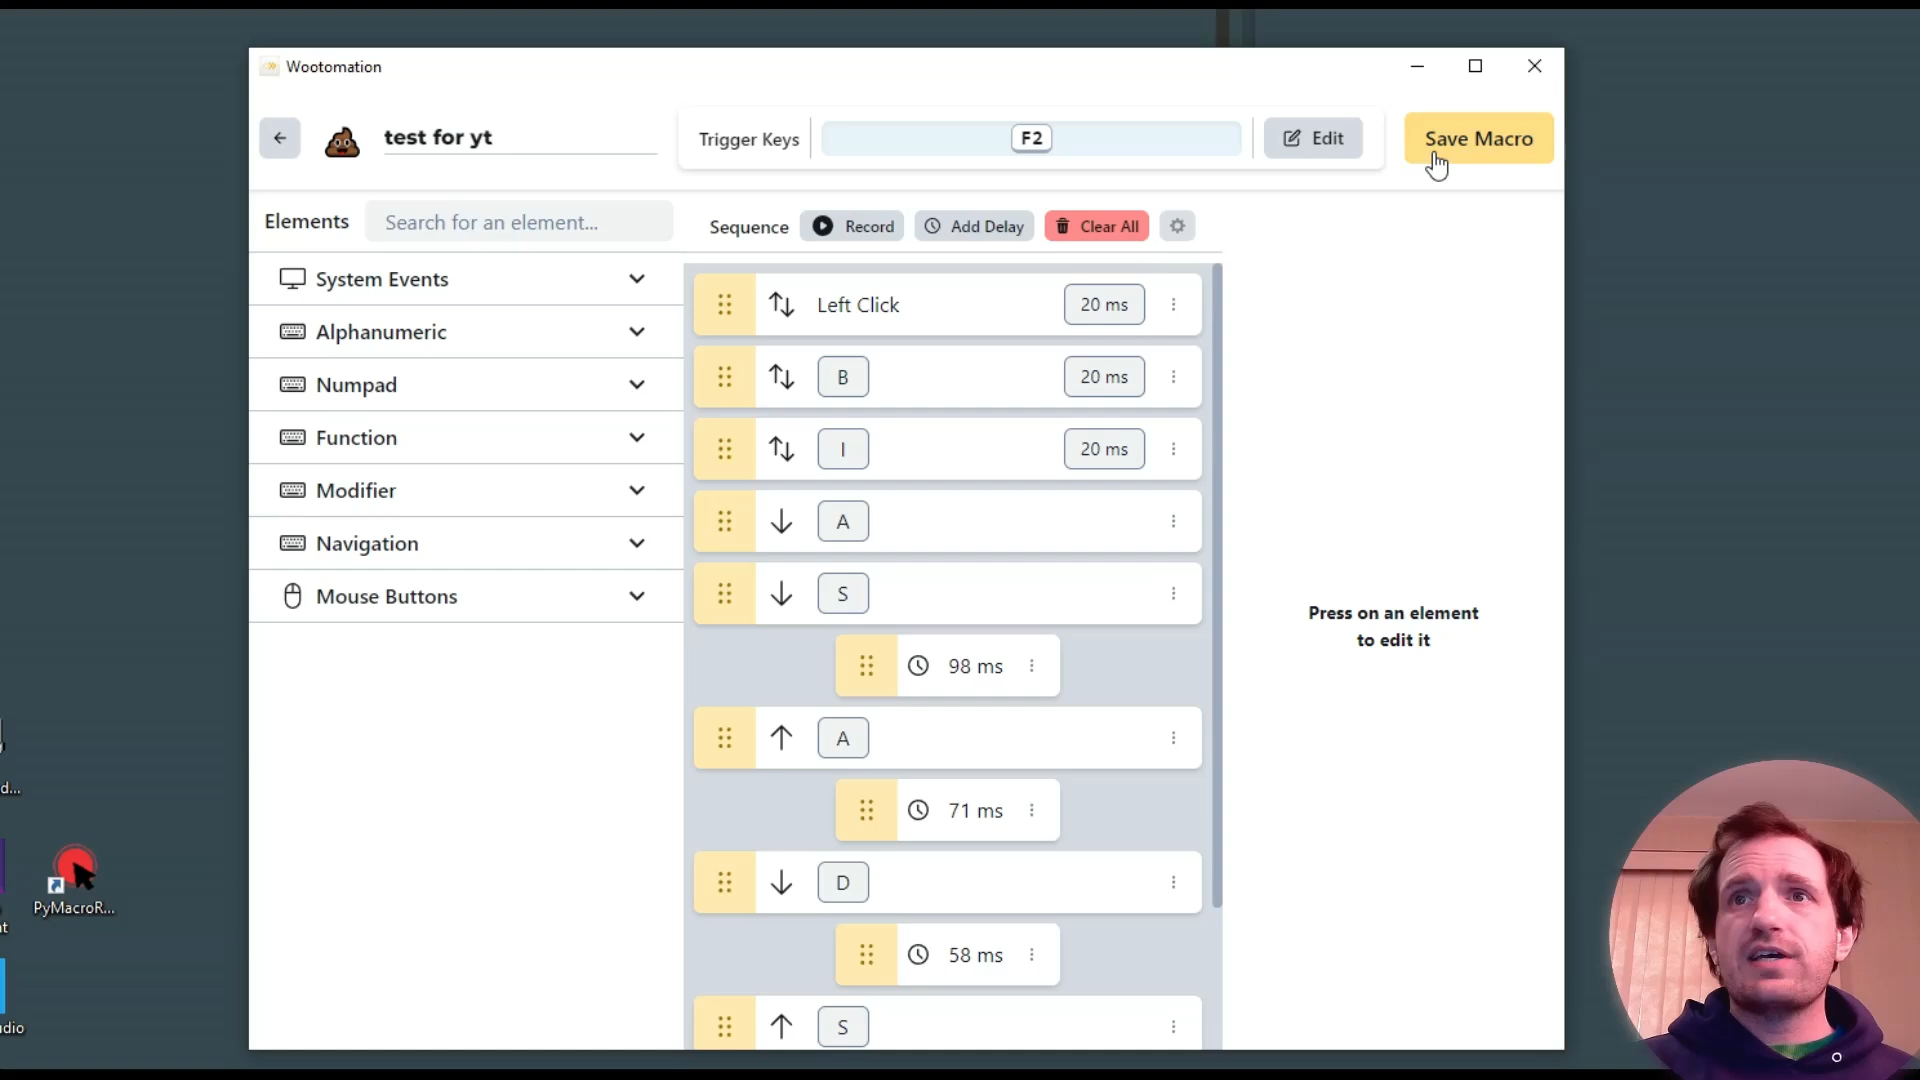 Wootomation
test for yt
Trigger Keys
F2
Edit
Save Macro
Elements
Search for an element...
Sequence
Record
Add Delay
Clear All
System Events
Alphanumeric
Numpad
Function
Modifier
Navigation
Mouse Buttons
Left Click
20 ms
B
20 ms
I
20 ms
A
S
98 ms
A
71 ms
D
58 ms
S
Press on an element
to edit it
d...
PyMacroR...
nt
udio